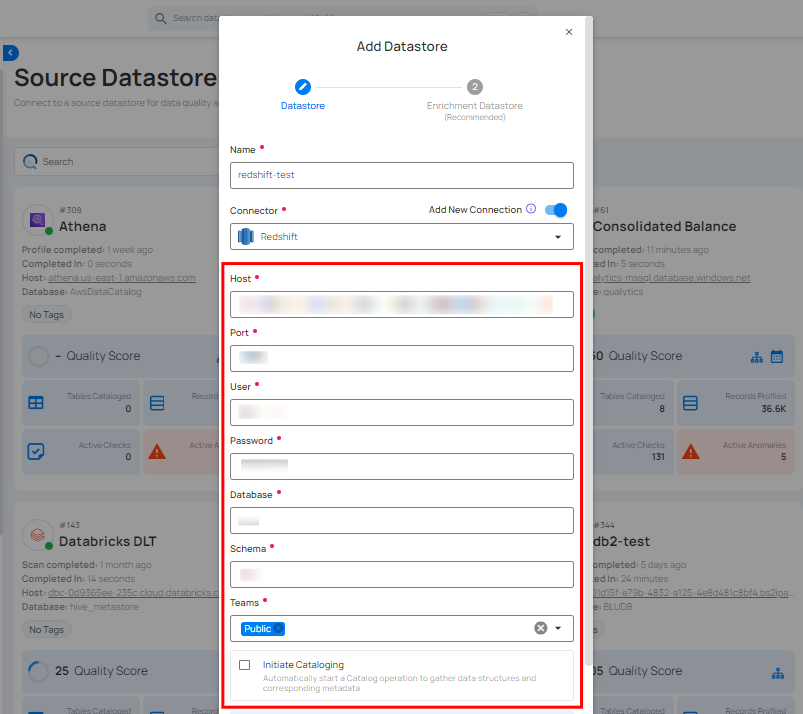 Search dat
Add Datastore
2
Datastore
Enrichment Datastore
(Recommended)
Source Datastore
Connect to a source datastore for data quality a
Search
Name •
redshift-test
Connector •
Add New Connection
Redshift
Host •
Port •
User •
Password •
Database •
Schema •
Teams •
Public
Initiate Cataloging
Automatically start a Catalog operation to gather data structures and
corresponding metadata
#308
Athena
Profile completed: 1 week ago
Completed In: 0 seconds
Host: athena.us-east-1.amazonaws.com
Database: AwsDataCatalog
No Tags
– Quality Score
Tables Cataloged
0
Record
Active Checks
0
Active A
#61
Consolidated Balance
completed: 11 minutes ago
ed In: 5 seconds
alytics-mssql.database.windows.net
e: qualytics
60 Quality Score
Tables Cataloged
8
Records Profiled
36.6K
Active Checks
131
Active Anomalies
5
#143
Databricks DLT
Scan completed: 1 month ago
Completed In: 14 seconds
Host: dbc-0d9365ee-235c.cloud.databricks.c
Database: hive_metastore
No Tags
25 Quality Score
Tables Cataloged
Record
#344
db2-test
ompleted: 5 days ago
ed In: 24 minutes
01d15f-e79b-4832-a125-4e8d481c8bf4.bs2ipa...
e: BLUDB
s
05 Quality Score
Tables Cataloged
Records Profiled